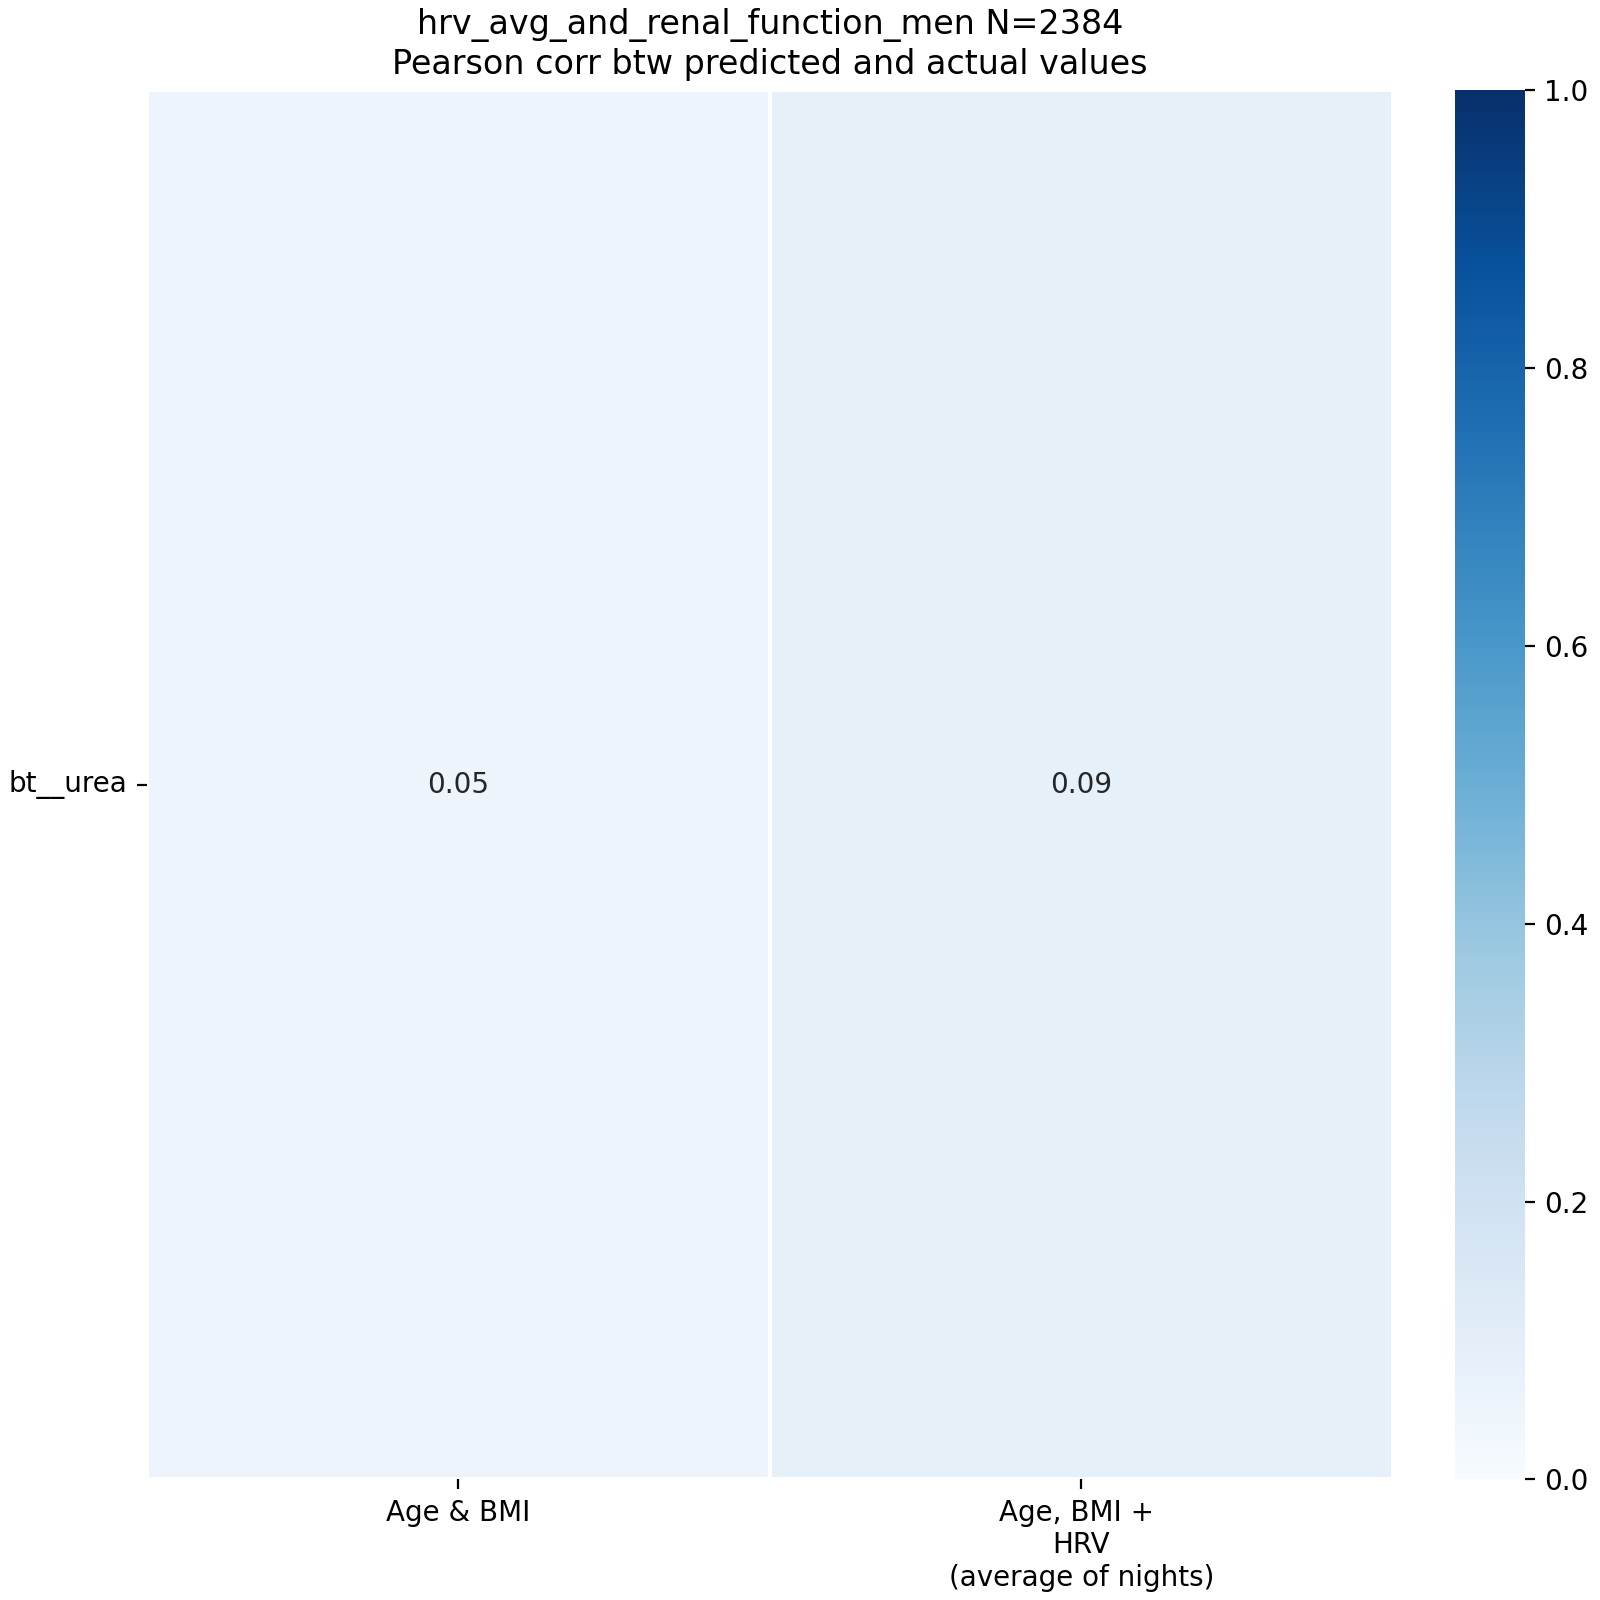 hrv_avg_and_renal_function_men N=2384
Pearson corr btw predicted and actual values
1.0
0.8
0.6
0.4
0.2
0.0
bt__urea
0.05
0.09
Age & BMI
Age, BMI +
HRV
(average of nights)